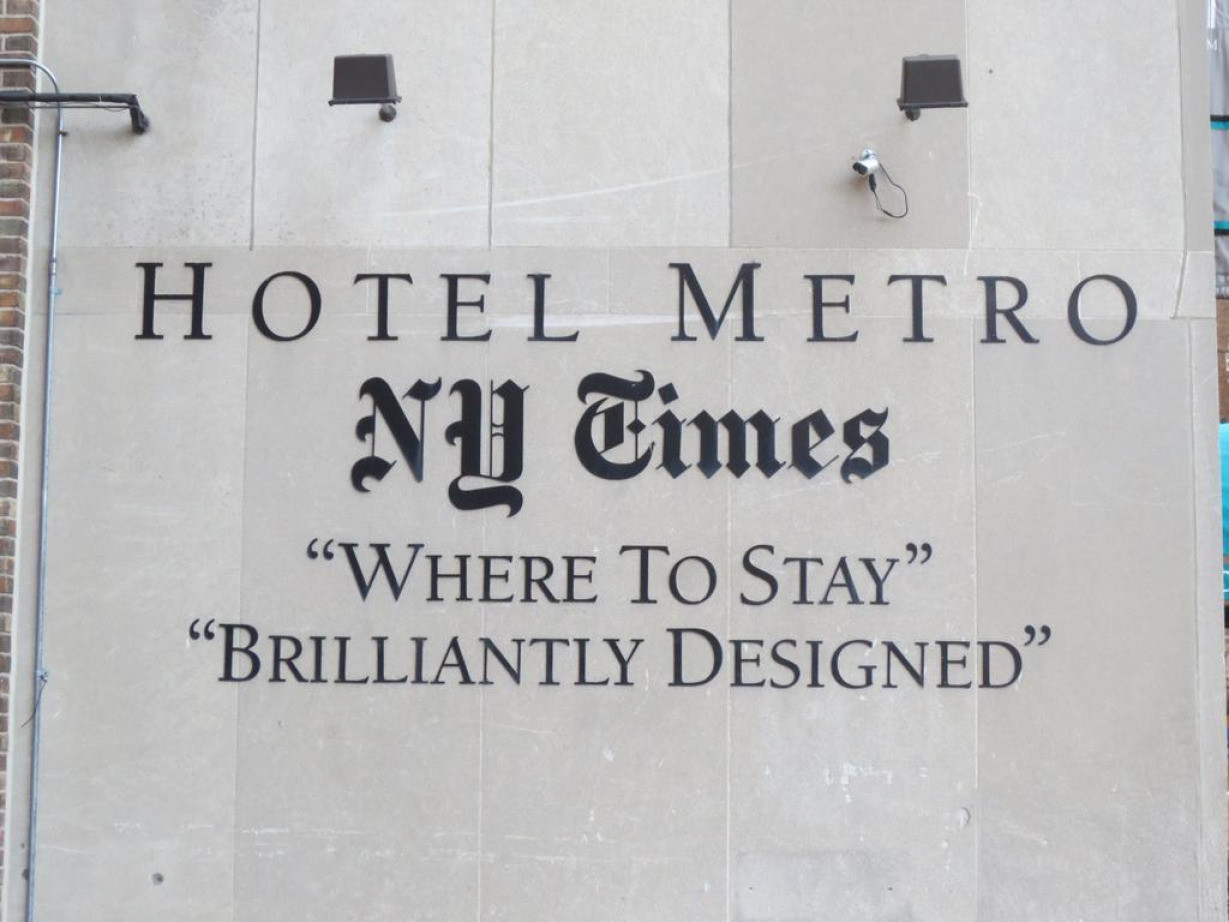 HOTEL METRO
NY Times
“WHERE TO STAY”
“BRILLIANTLY DESIGNED”